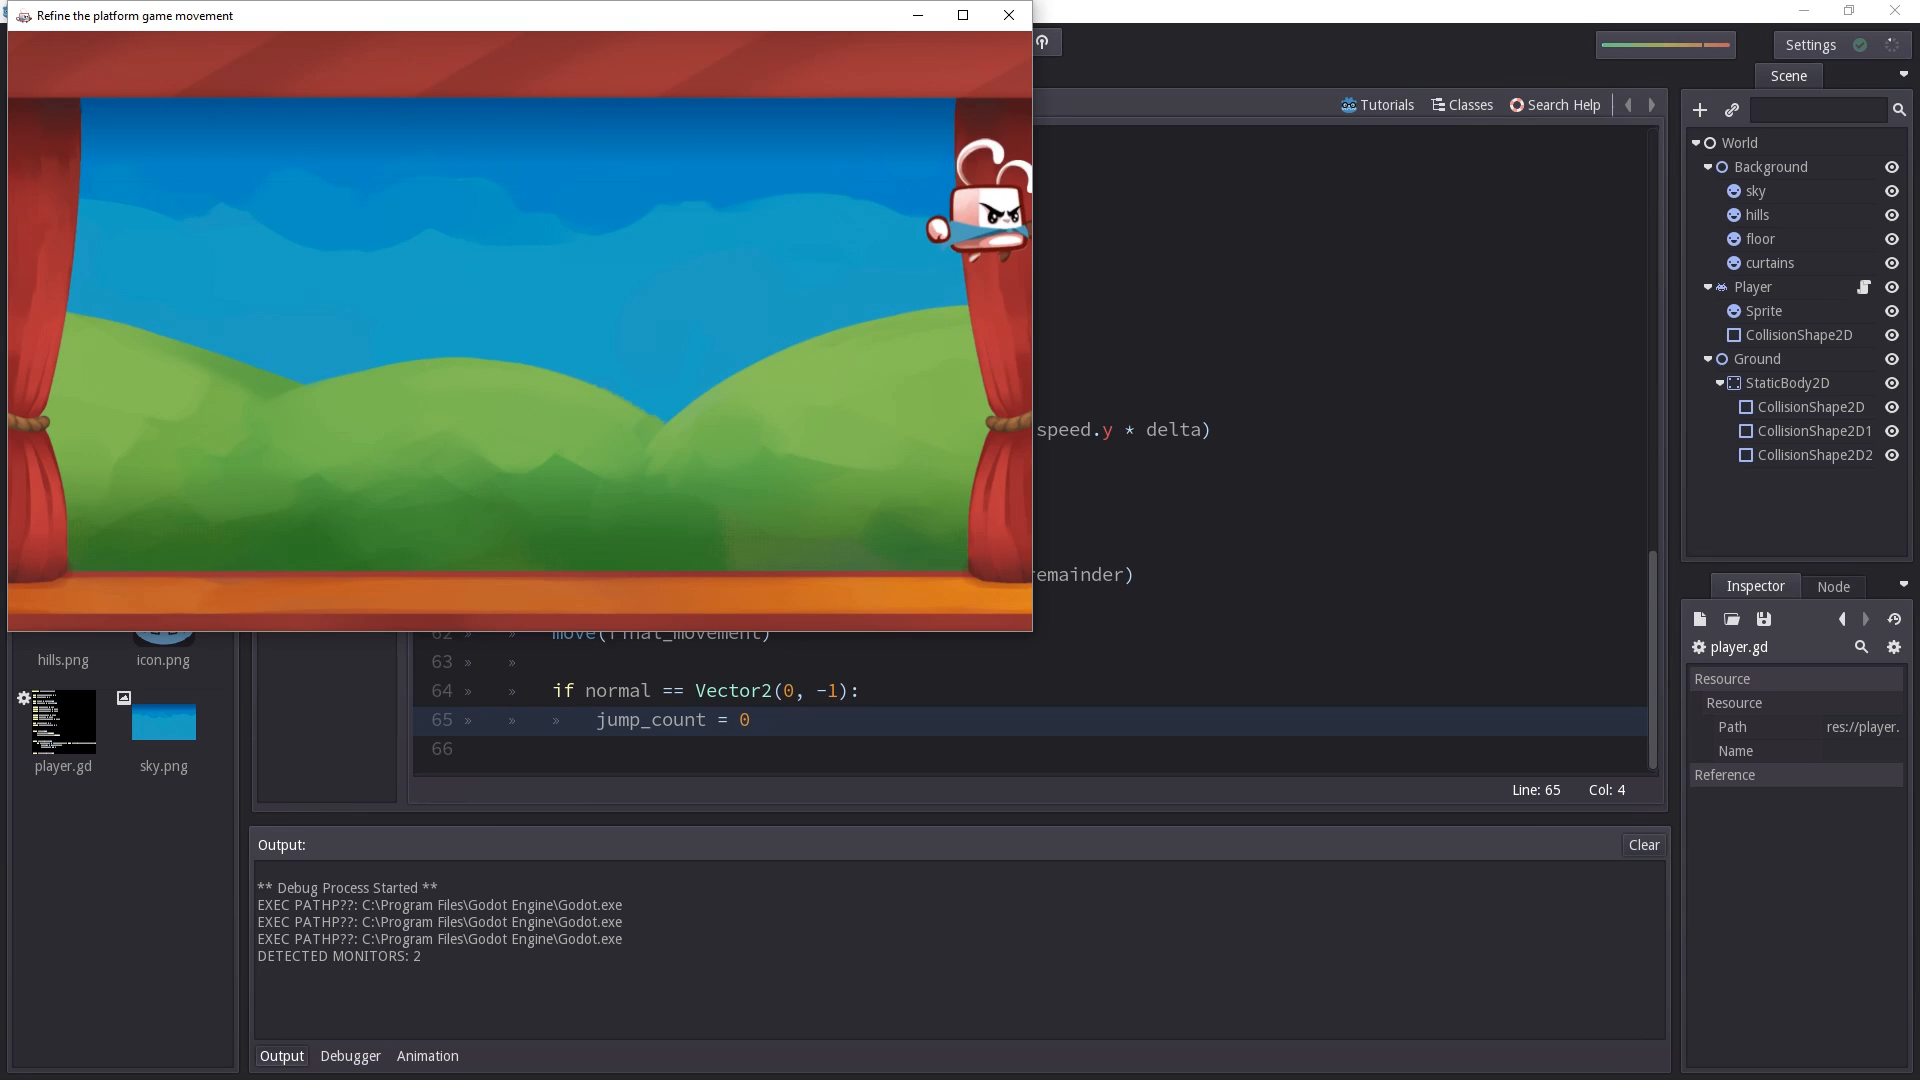 Refine the platform game movement
Settings
Scene
Tutorials Classes Search Help
World
Background
sky
hills
floor
curtains
Player
Sprite
CollisionShape2D
Ground
StaticBody2D
CollisionShape2D
CollisionShape2D1
CollisionShape2D2
speed.y * delta)
remainder)
62 move(final_movement)
63
64 if normal == Vector2(0, -1):
65 jump_count = 0
66
Line: 65 Col: 4
hills.png icon.png
player.gd sky.png
Inspector Node
player.gd
Resource
Resource
Path res://player.
Name
Reference
Output:
Clear
** Debug Process Started **
EXEC PATHP??: C:\Program Files\Godot Engine\Godot.exe
EXEC PATHP??: C:\Program Files\Godot Engine\Godot.exe
EXEC PATHP??: C:\Program Files\Godot Engine\Godot.exe
DETECTED MONITORS: 2
Output Debugger Animation